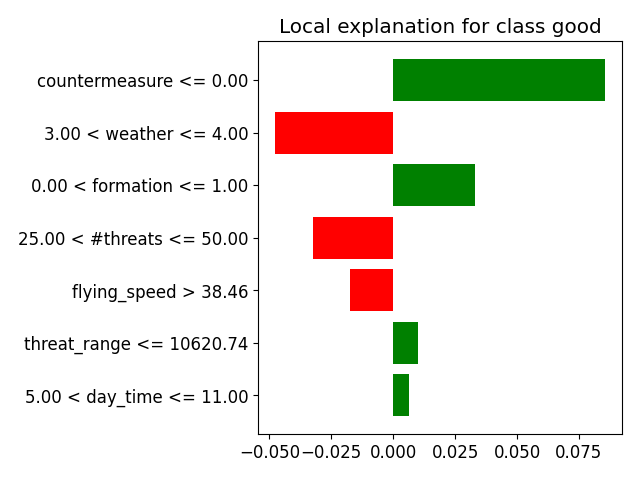 Local explanation for class good
countermeasure <= 0.00
3.00 < weather <= 4.00
0.00 < formation <= 1.00
25.00 < #threats <= 50.00
flying_speed > 38.46
threat_range <= 10620.74
5.00 < day_time <= 11.00
−0.050 −0.025 0.000 0.025 0.050 0.075